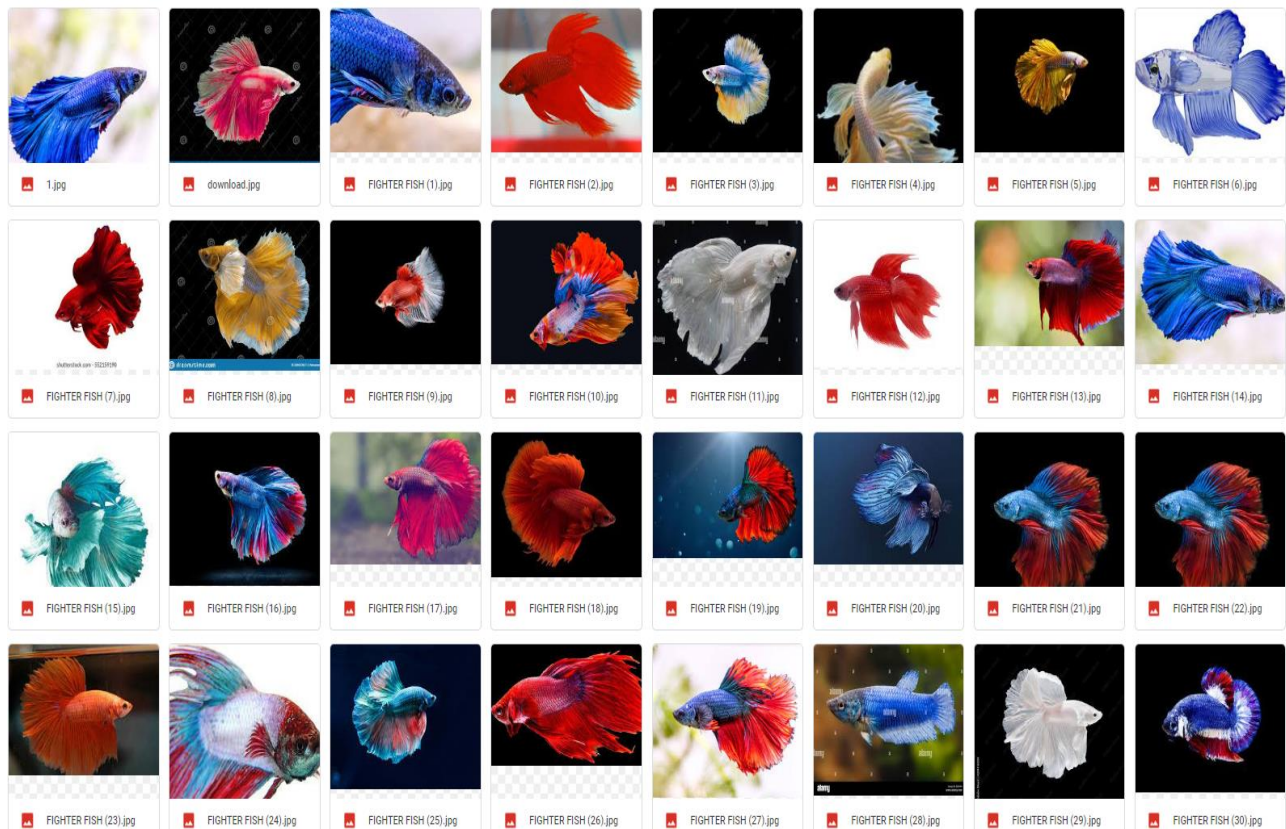 1.jpg
download.jpg
FIGHTER FISH (1).jpg
FIGHTER FISH (2).jpg
FIGHTER FISH (3).jpg
FIGHTER FISH (4).jpg
FIGHTER FISH (5).jpg
FIGHTER FISH (6).jpg
dreamstime.com
FIGHTER FISH (7).jpg
FIGHTER FISH (8).jpg
FIGHTER FISH (9).jpg
FIGHTER FISH (10).jpg
FIGHTER FISH (11).jpg
FIGHTER FISH (12).jpg
FIGHTER FISH (13).jpg
FIGHTER FISH (14).jpg
FIGHTER FISH (15).jpg
FIGHTER FISH (16).jpg
FIGHTER FISH (17).jpg
FIGHTER FISH (18).jpg
FIGHTER FISH (19).jpg
FIGHTER FISH (20).jpg
FIGHTER FISH (21).jpg
FIGHTER FISH (22).jpg
alamy
alamy
alamy
alamy
FIGHTER FISH (23).jpg
FIGHTER FISH (24).jpg
FIGHTER FISH (25).jpg
FIGHTER FISH (26).jpg
FIGHTER FISH (27).jpg
FIGHTER FISH (28).jpg
FIGHTER FISH (29).jpg
FIGHTER FISH (30).jpg